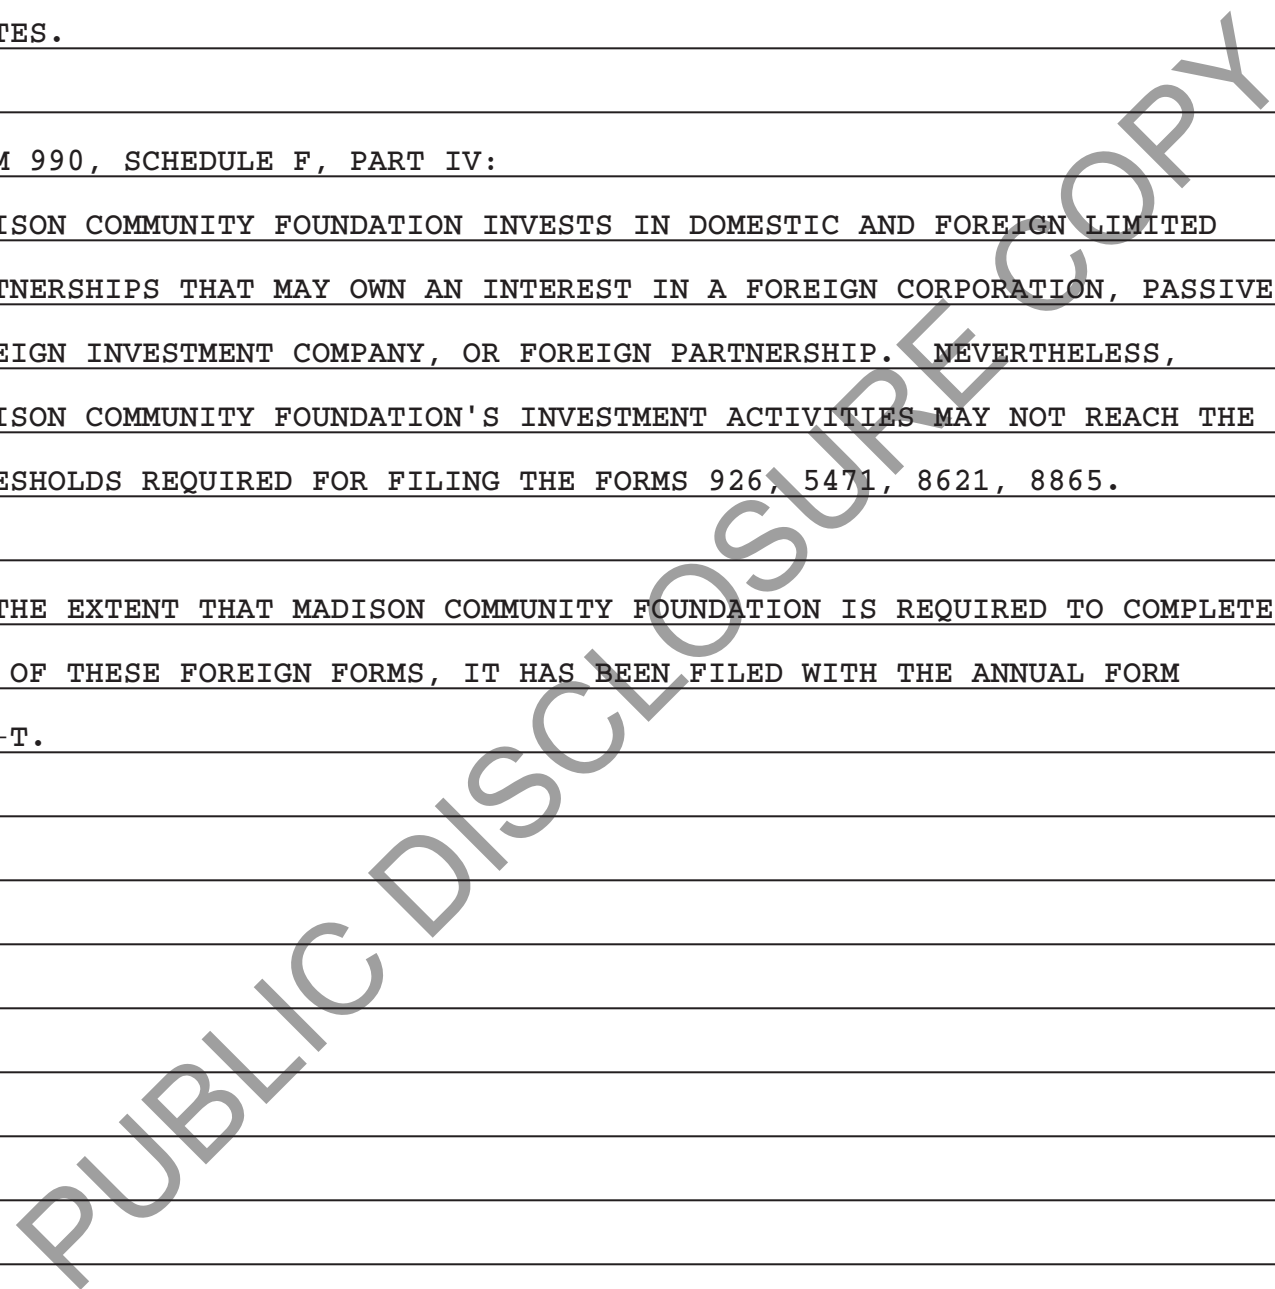 TES.
M 990, SCHEDULE F, PART IV:
ISON COMMUNITY FOUNDATION INVESTS IN DOMESTIC AND FOREIGN LIMITED
TNERSHIPS THAT MAY OWN AN INTEREST IN A FOREIGN CORPORATION, PASSIVE
EIGN INVESTMENT COMPANY, OR FOREIGN PARTNERSHIP.  NEVERTHELESS,
ISON COMMUNITY FOUNDATION'S INVESTMENT ACTIVITIES MAY NOT REACH THE
ESHOLDS REQUIRED FOR FILING THE FORMS 926, 5471, 8621, 8865.
THE EXTENT THAT MADISON COMMUNITY FOUNDATION IS REQUIRED TO COMPLETE
OF THESE FOREIGN FORMS, IT HAS BEEN FILED WITH THE ANNUAL FORM
-T.
PUBLIC DISCLOSURE COPY